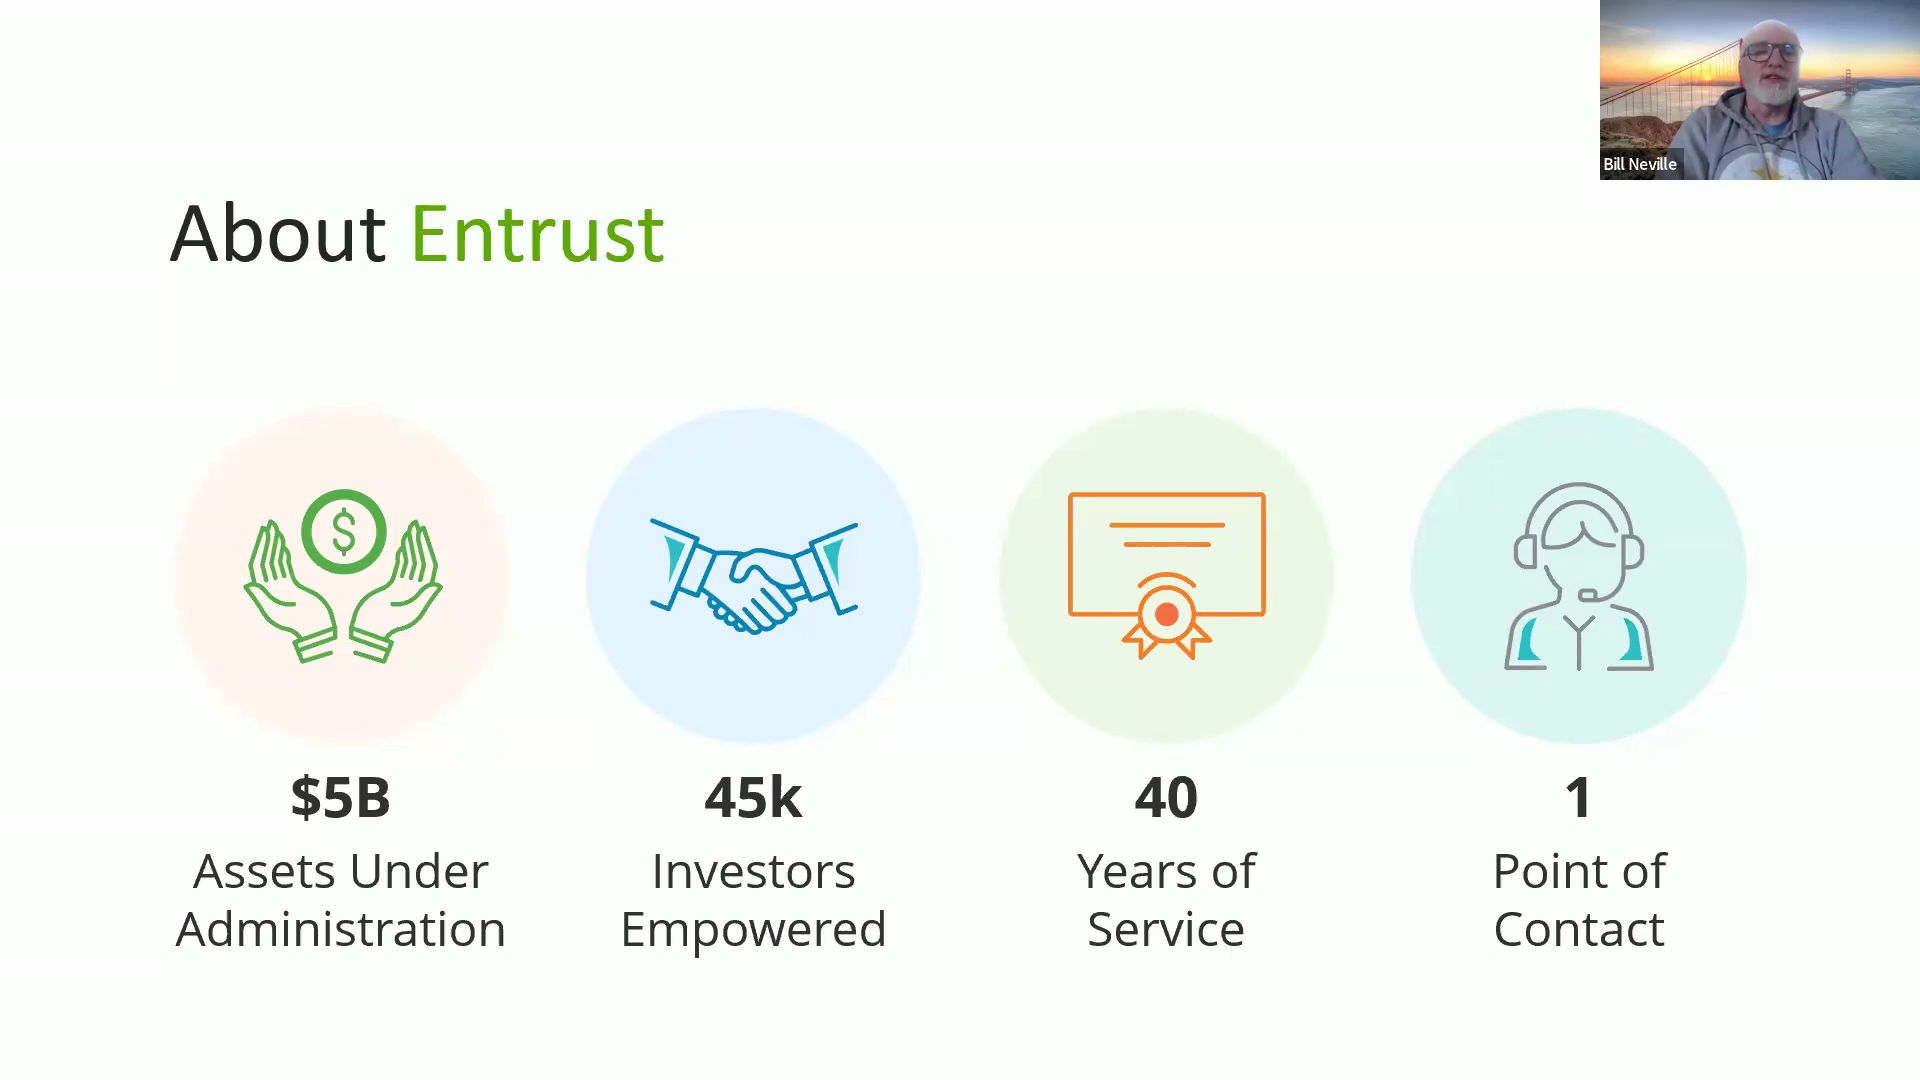 Bill Neville
About Entrust
$5B
Assets Under
Administration
45k
Investors
Empowered
40
Years of
Service
1
Point of
Contact